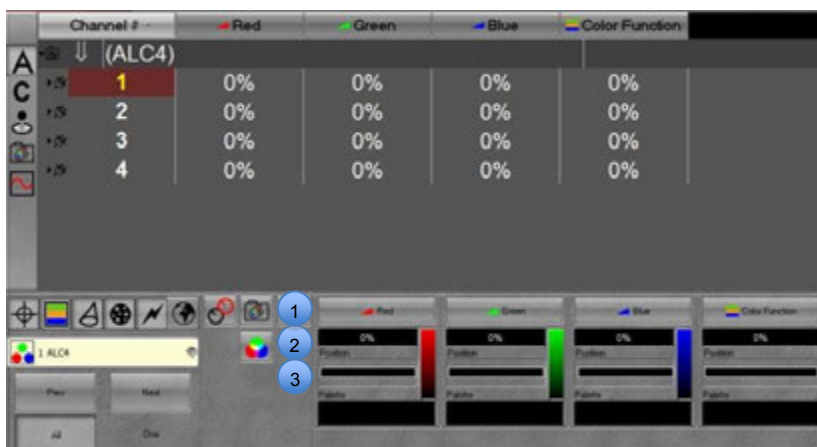 Channel # Red Green Blue Color Function
A (ALC4)
C 1 0% 0% 0% 0%
2 0% 0% 0% 0%
3 0% 0% 0% 0%
4 0% 0% 0% 0%
1 Red Green Blue Color Function
2 0% 0% 0% 0%
1 ALC4 Position Position Position Position
3
Prev Next Palette Palette Palette Palette
All One